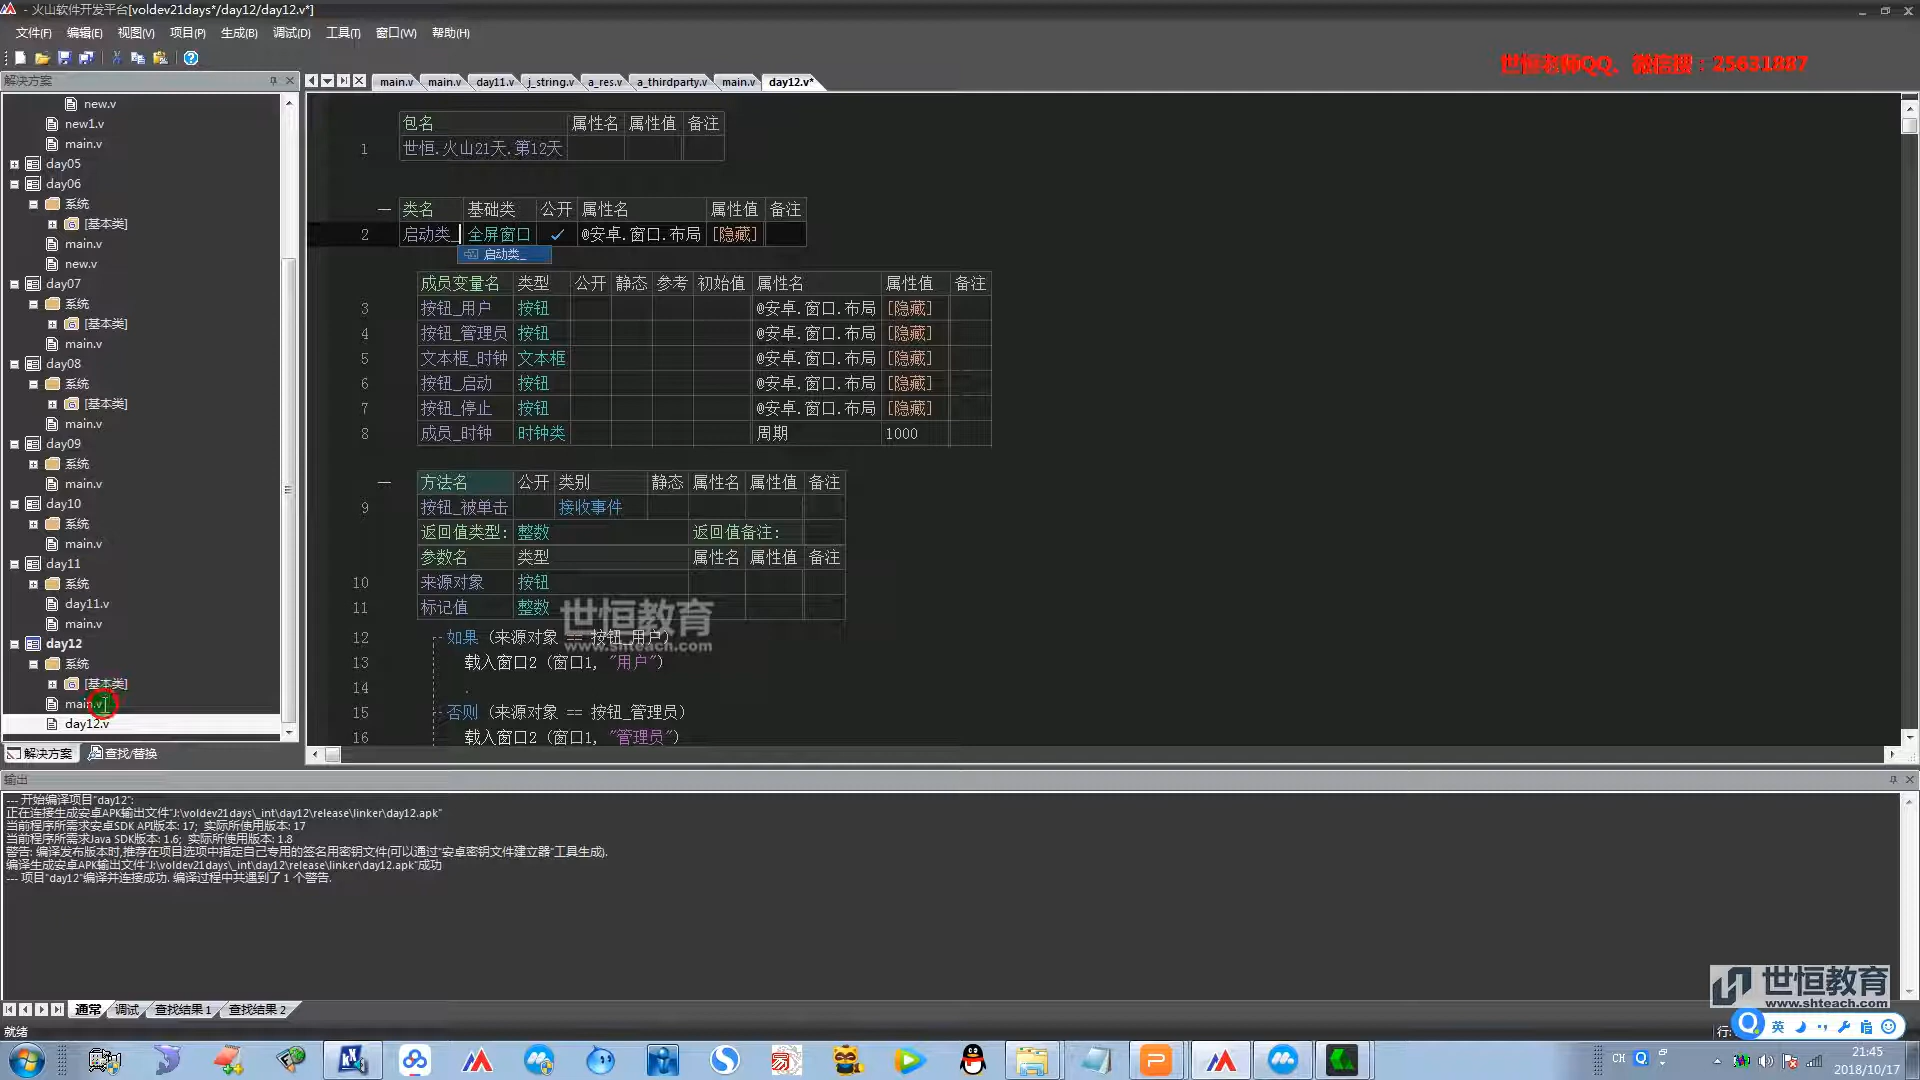 - 火山软件开发平台[voldev21days*/day12/day12.v*]
文件(F) 编辑(E) 视图(V) 项目(P) 生成(B) 调试(D) 工具(T) 窗口(W) 帮助(H)
世恒老师QQ、微信搜：25631887
解决方案
main.v main.v day11.v j_string.v a_res.v a_thirdparty.v main.v day12.v*
new.v
new1.v
main.v
day05
day06
系统
[基本类]
main.v
new.v
day07
系统
[基本类]
main.v
day08
系统
[基本类]
main.v
day09
系统
main.v
day10
系统
main.v
day11
系统
day11.v
main.v
day12
系统
[基本类]
main.v
day12.v
解决方案 查找/替换
包名 属性名 属性值 备注
1 世恒.火山21天.第12天
类名 基础类 公开 属性名 属性值 备注
2 启动类_ 全屏窗口 ✓ @安卓.窗口.布局 [隐藏]
启动类_
成员变量名 类型 公开 静态 参考 初始值 属性名 属性值 备注
3 按钮_用户 按钮 @安卓.窗口.布局 [隐藏]
4 按钮_管理员 按钮 @安卓.窗口.布局 [隐藏]
5 文本框_时钟 文本框 @安卓.窗口.布局 [隐藏]
6 按钮_启动 按钮 @安卓.窗口.布局 [隐藏]
7 按钮_停止 按钮 @安卓.窗口.布局 [隐藏]
8 成员_时钟 时钟类 周期 1000
方法名 公开 类别 静态 属性名 属性值 备注
9 按钮_被单击 接收事件
返回值类型: 整数 返回值备注:
参数名 类型 属性名 属性值 备注
10 来源对象 按钮
11 标记值 整数
世恒教育
www.shteach.com
12 如果 (来源对象 == 按钮_用户)
13 载入窗口2 (窗口1, "用户")
14 .
15 否则 (来源对象 == 按钮_管理员)
16 载入窗口2 (窗口1, "管理员")
输出
--- 开始编译项目"day12":
正在连接生成安卓APK输出文件"J:\voldev21days\_int\day12\release\linker\day12.apk"
当前程序所需求安卓SDK API版本: 17; 实际所使用版本: 17
当前程序所需求Java SDK版本: 1.6; 实际所使用版本: 1.8
警告: 编译发布版本时,推荐在项目选项中指定自己专用的签名用密钥文件(可以通过"安卓密钥文件建立器"工具生成).
编译生成安卓APK输出文件"J:\voldev21days\_int\day12\release\linker\day12.apk"成功
--- 项目"day12"编译并连接成功. 编译过程中共遇到了 1 个警告.
世恒教育
www.shteach.com
通常 调试 查找结果 1 查找结果 2
就绪 行:
英
CH
21:45
2018/10/17